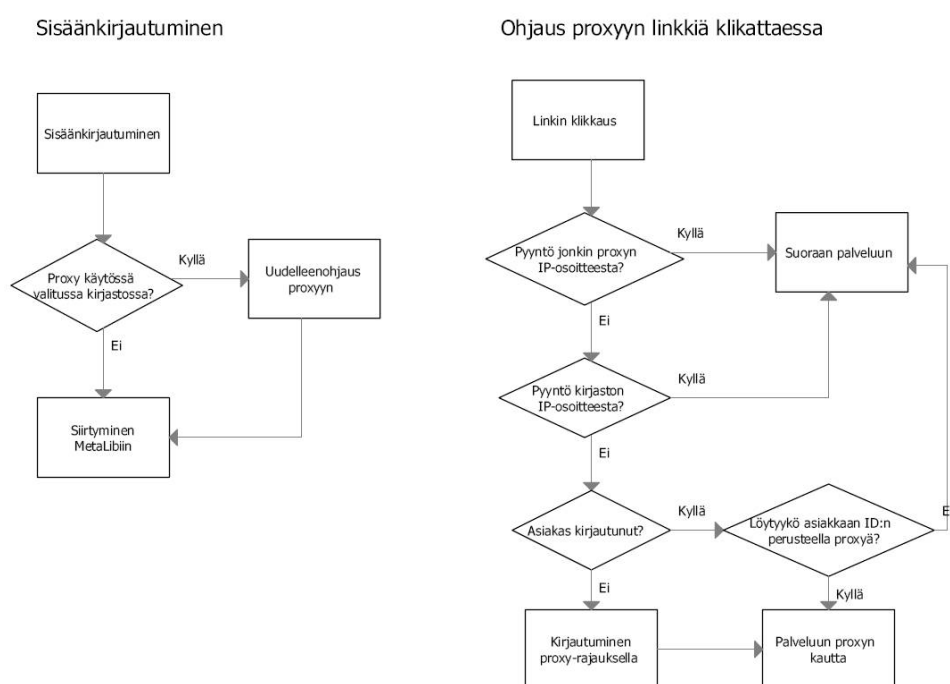 Sisäänkirjautuminen
Sisäänkirjautuminen
Proxy käytössä
valitussa kirjastossa?
Kyllä
Uudelleenohjaus
proxyyn
Ei
Siirtyminen
MetaLibiin
Ohjaus proxyyn linkkiä klikattaessa
Linkin klikkaus
Pyyntö jonkin proxyn
IP-osoitteesta?
Kyllä
Suoraan palveluun
Ei
Pyyntö kirjaston
IP-osoitteesta?
Kyllä
Ei
Asiakas kirjautunut?
Kyllä
Löytyykö asiakkaan ID:n
perusteella proxyä?
E
Ei
Kyllä
Kirjautuminen
proxy-rajauksella
Palveluun proxyn
kautta